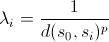 λ_i = 1 / d(s_0, s_i)^p